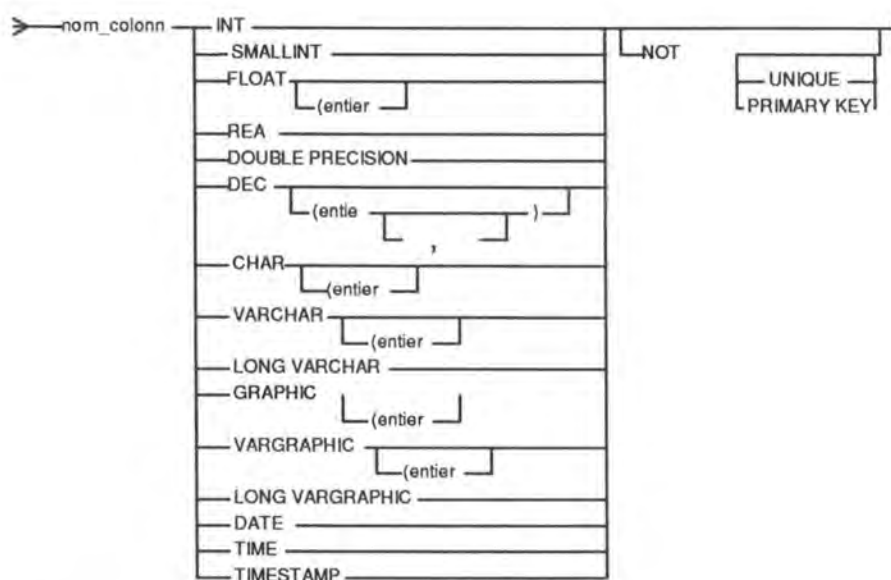 nom_colonn INT
SMALLINT NOT
FLOAT UNIQUE
(entier PRIMARY KEY
REA
DOUBLE PRECISION
DEC
(entie )
,
CHAR
(entier
VARCHAR
(entier
LONG VARCHAR
GRAPHIC
(entier
VARGRAPHIC
(entier
LONG VARGRAPHIC
DATE
TIME
TIMESTAMP